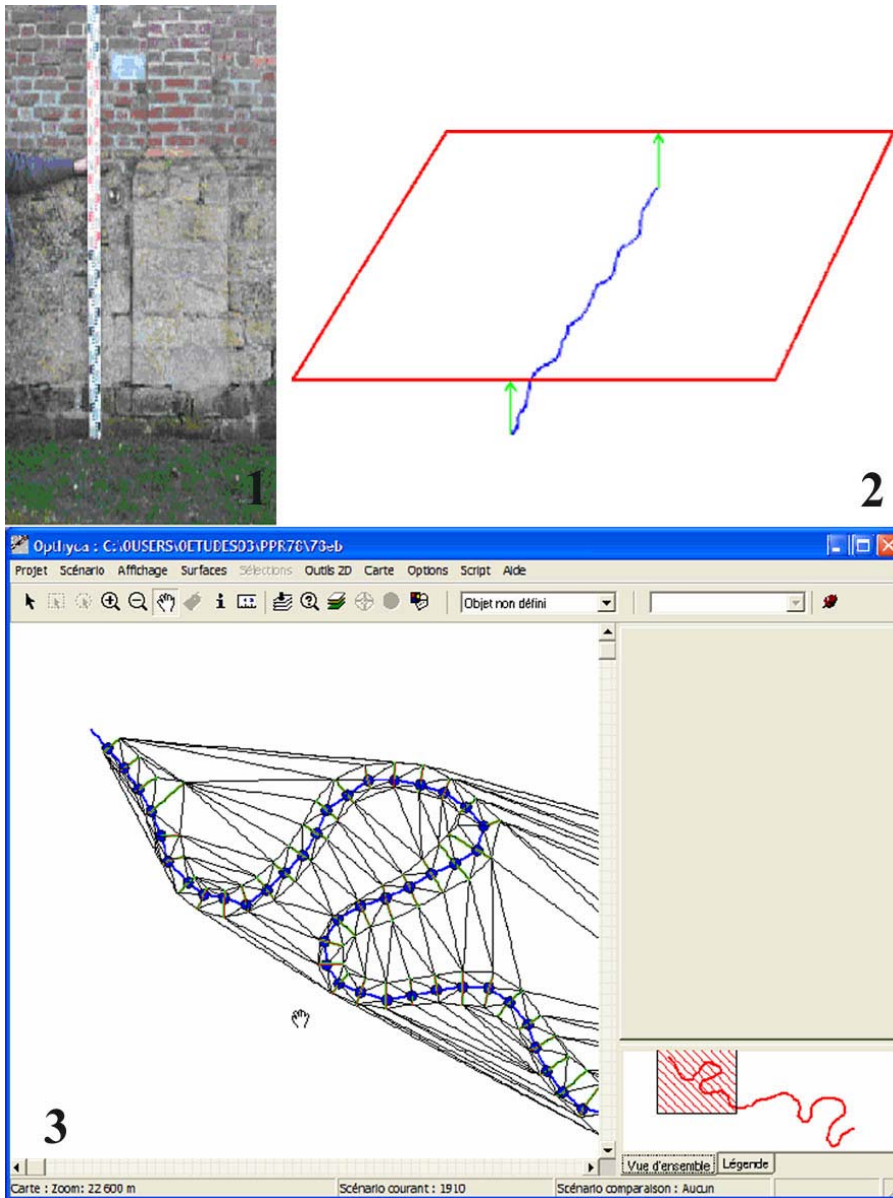 1
2
Opthyca : C:\0USERS\0ETUDES03\PPR78\78eb
Projet Scénario Affichage Surfaces Sélections Outils 2D Carte Options Script Aide
Objet non défini
3
Vue d'ensemble Légende
Carte : Zoom: 22 600 m Scénario courant : 1910 Scénario comparaison : Aucun